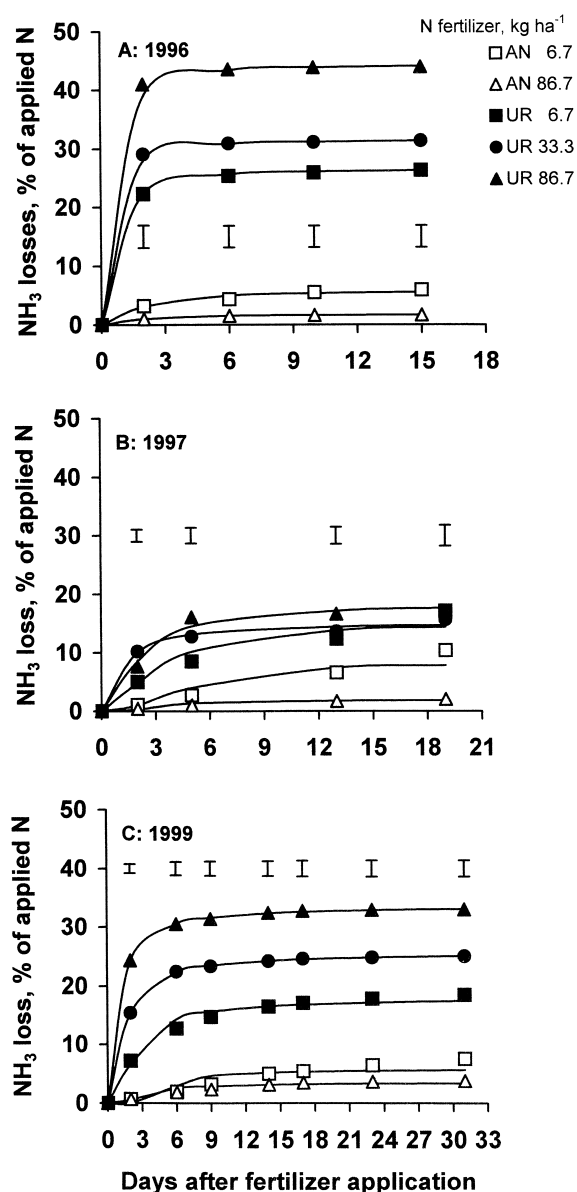 N fertilizer, kg ha⁻¹
AN 6.7
AN 86.7
UR 6.7
UR 33.3
UR 86.7
A: 1996
NH₃ losses, % of applied N
50
40
30
20
10
0
0 3 6 9 12 15 18
B: 1997
NH₃ loss, % of applied N
50
40
30
20
10
0
0 3 6 9 12 15 18 21
C: 1999
NH₃ loss, % of applied N
50
40
30
20
10
0
0 3 6 9 12 15 18 21 24 27 30 33
Days after fertilizer application